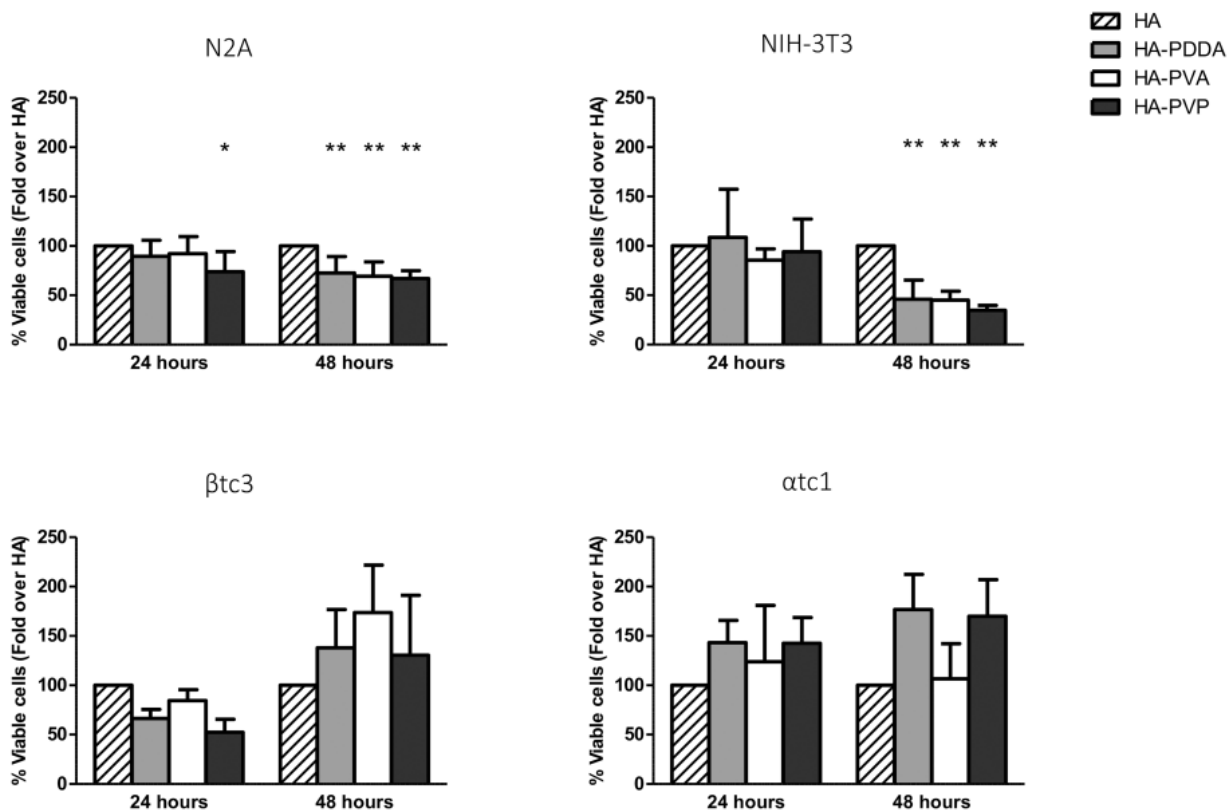 HA
HA-PDDA
HA-PVA
HA-PVP
N2A
% Viable cells (Fold over HA)
250
200
150
100
50
0
*
** ** **
24 hours 48 hours
NIH-3T3
% Viable cells (Fold over HA)
250
200
150
100
50
0
** ** **
24 hours 48 hours
βtc3
% Viable cells (Fold over HA)
250
200
150
100
50
0
24 hours 48 hours
αtc1
% Viable cells (Fold over HA)
250
200
150
100
50
0
24 hours 48 hours